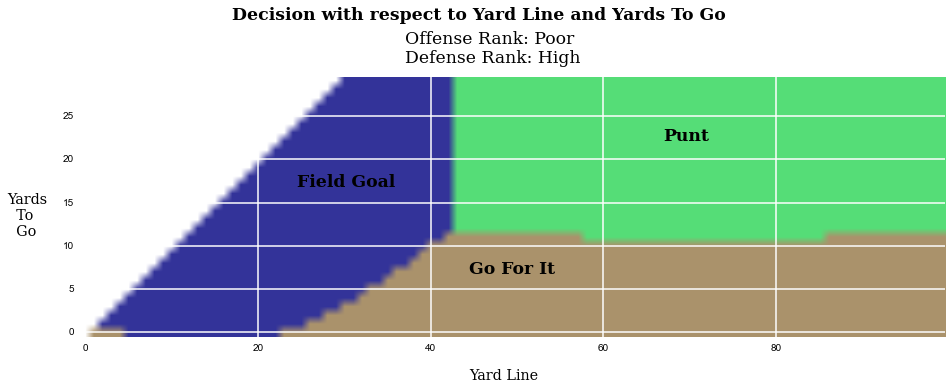 Decision with respect to Yard Line and Yards To Go
Offense Rank: Poor
Defense Rank: High
25
20
15
10
5
0
Yards
To
Go
Field Goal
Punt
Go For It
0
20
40
60
80
Yard Line